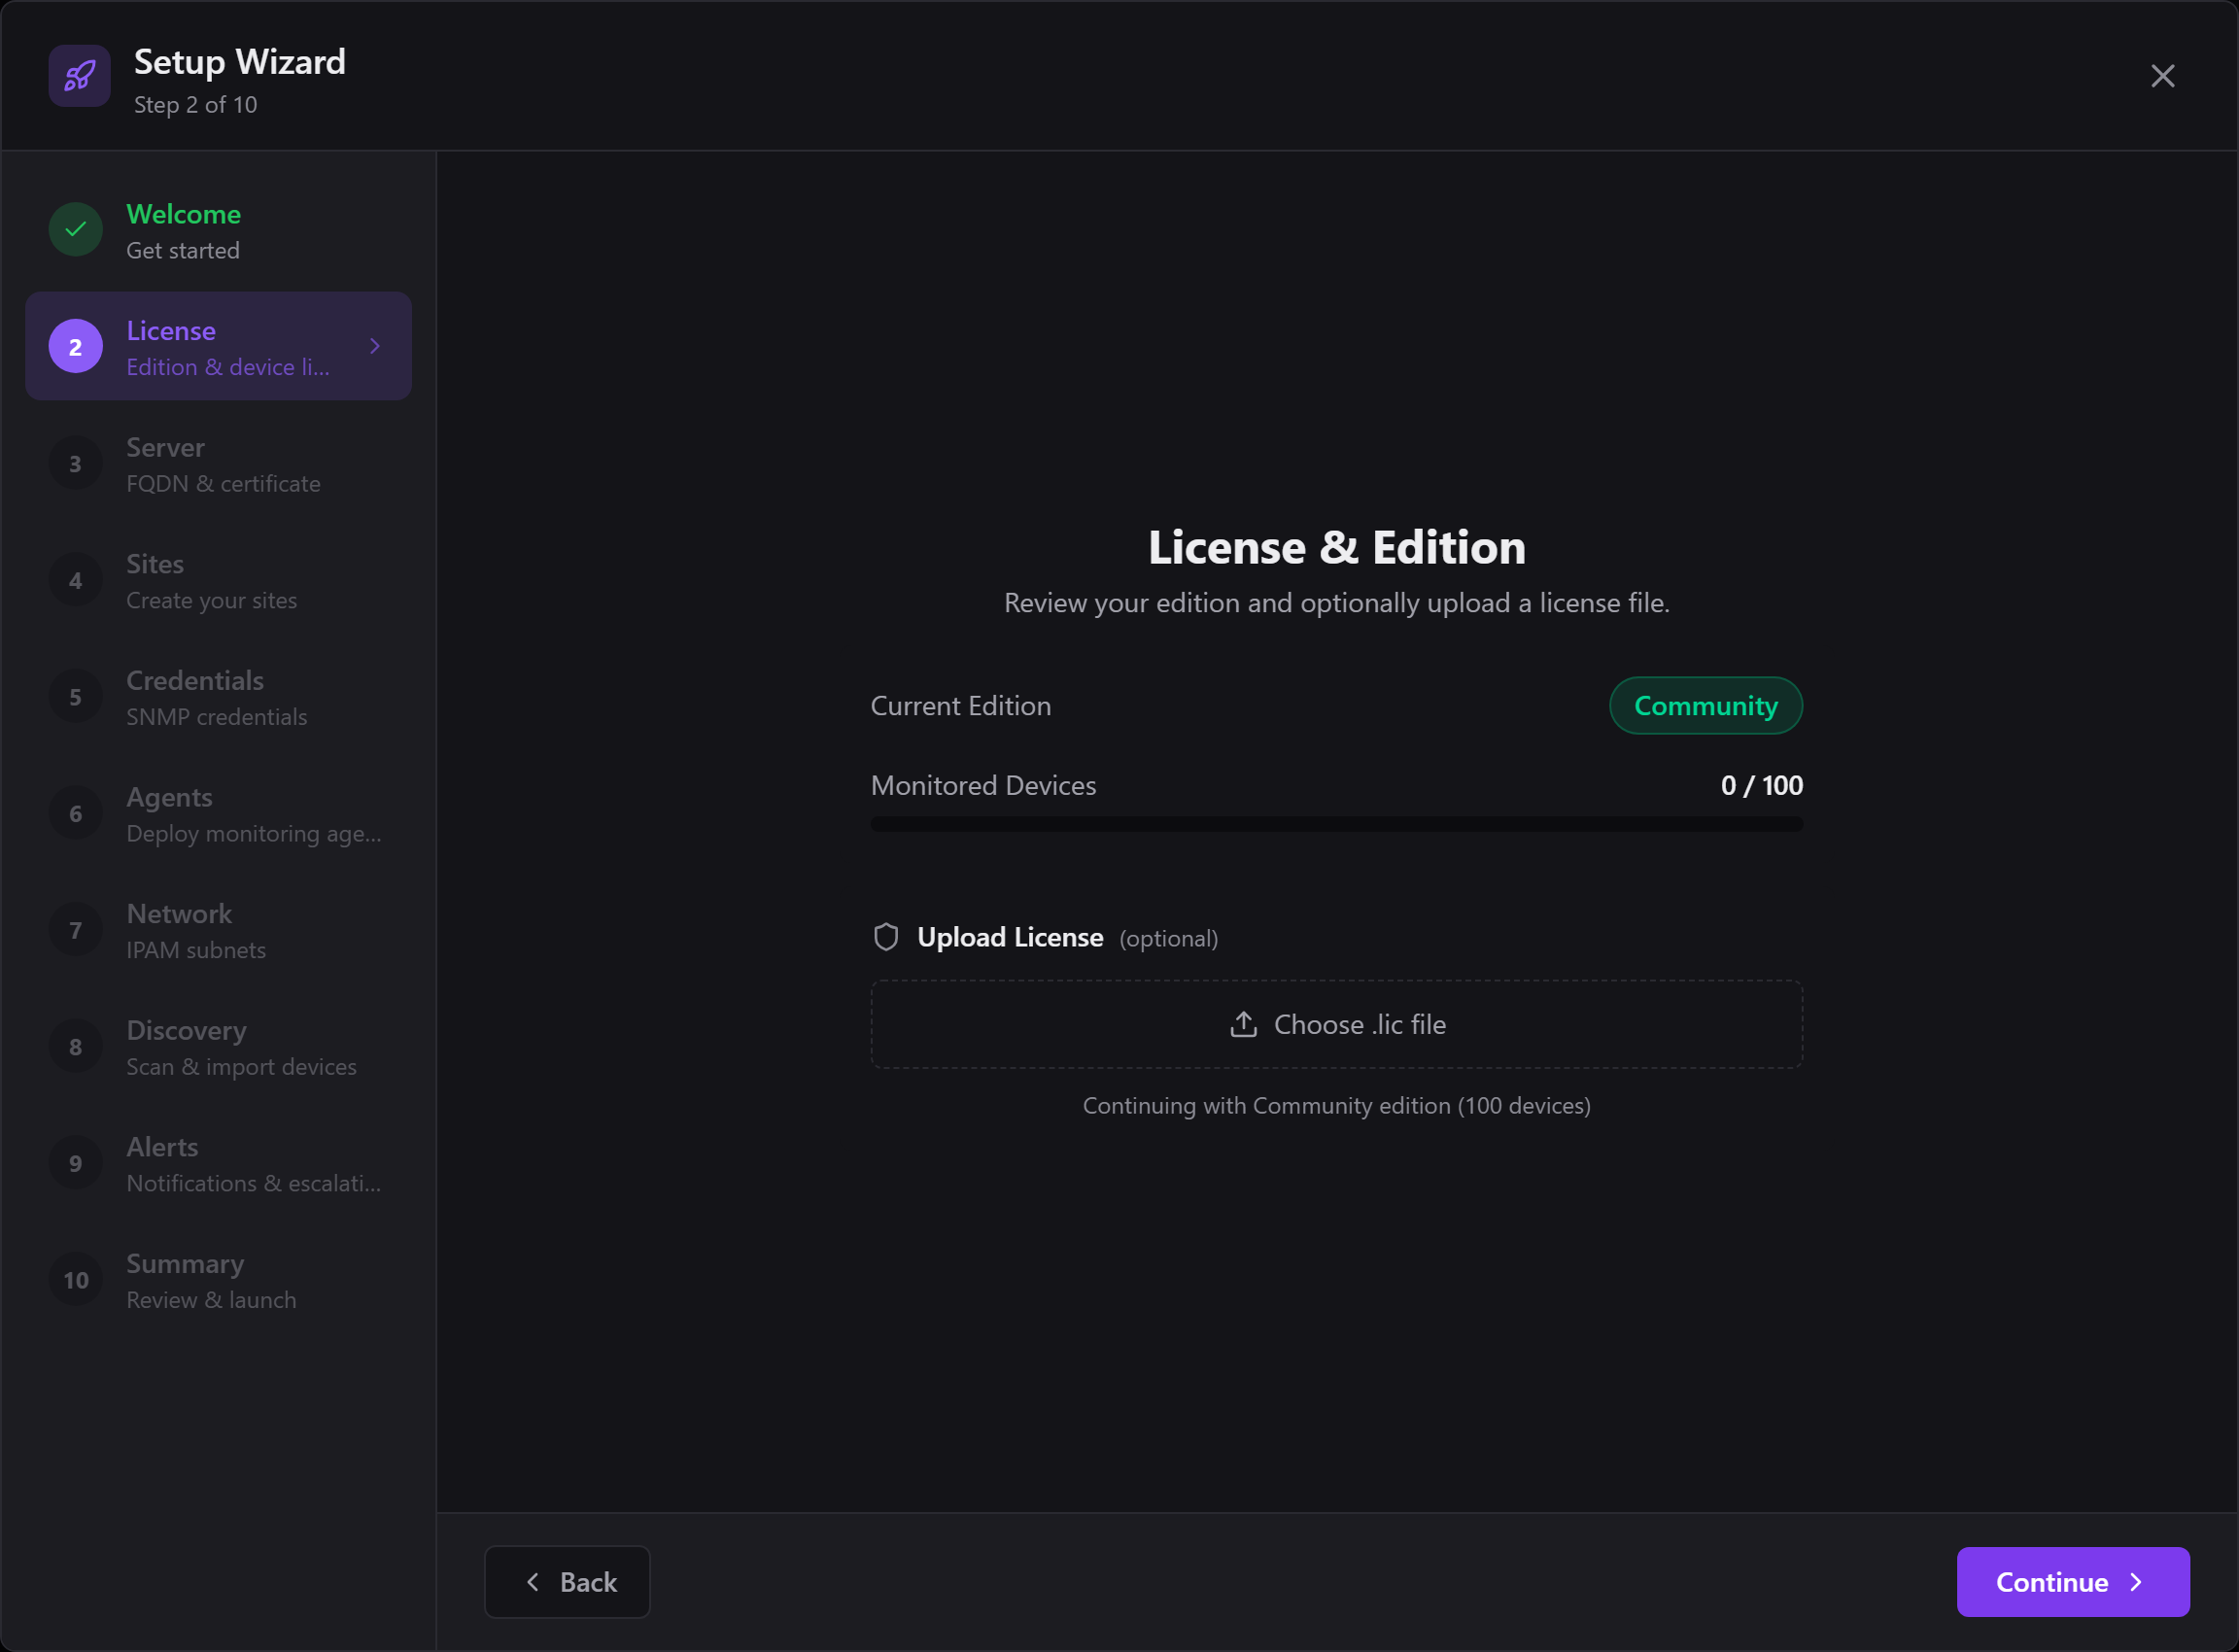 Setup Wizard
Step 2 of 10
Welcome
Get started
2
License
Edition & device li...
3
Server
FQDN & certificate
4
Sites
Create your sites
5
Credentials
SNMP credentials
6
Agents
Deploy monitoring age...
7
Network
IPAM subnets
8
Discovery
Scan & import devices
9
Alerts
Notifications & escalati...
10
Summary
Review & launch
License & Edition
Review your edition and optionally upload a license file.
Current Edition
Community
Monitored Devices
0 / 100
Upload License (optional)
Choose .lic file
Continuing with Community edition (100 devices)
Back
Continue